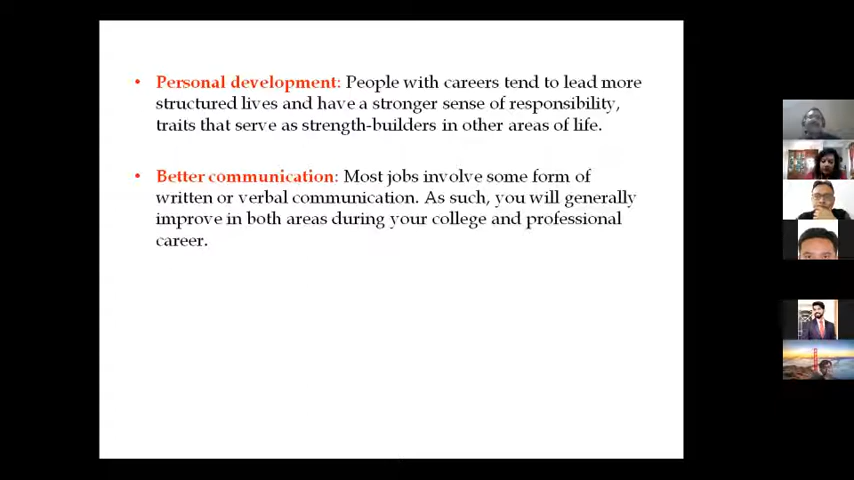 • Personal development: People with careers tend to lead more
structured lives and have a stronger sense of responsibility,
traits that serve as strength-builders in other areas of life.
• Better communication: Most jobs involve some form of
written or verbal communication. As such, you will generally
improve in both areas during your college and professional
career.